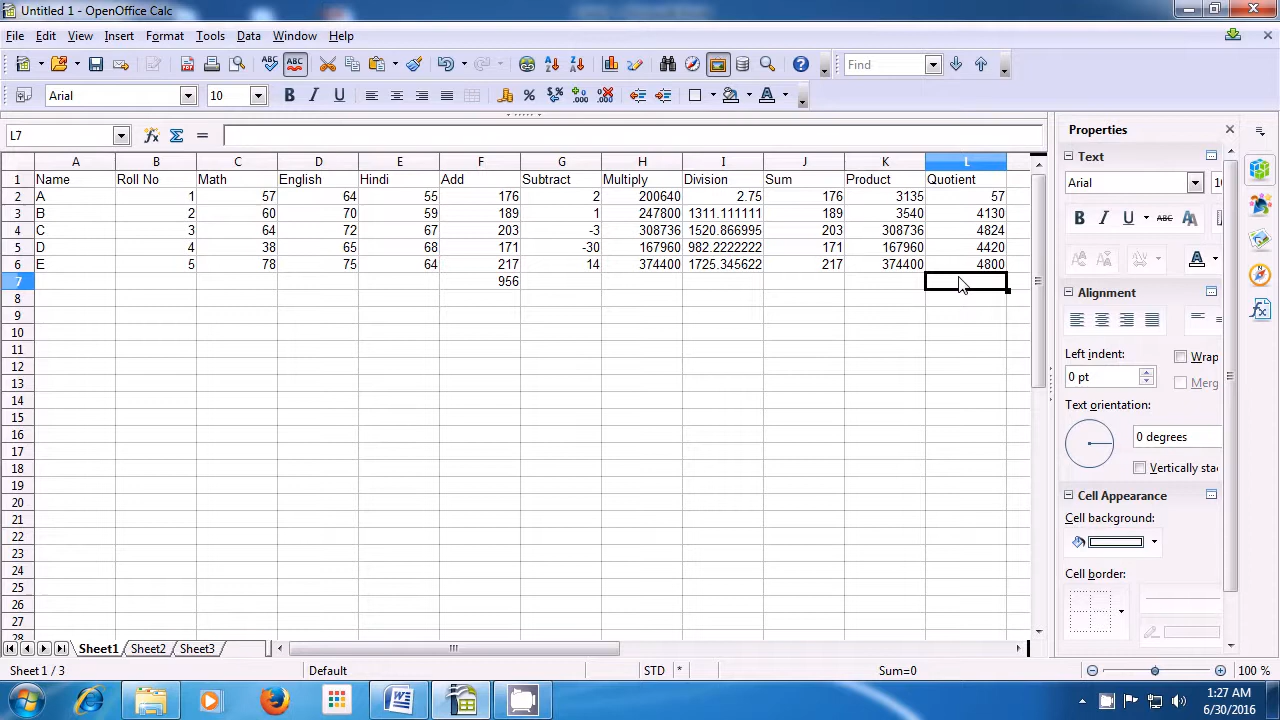 Untitled 1 - OpenOffice Calc
File Edit View Insert Format Tools Data Window Help
Find
Arial 10
L7
A B C D E F G H I J K L
1 Name Roll No Math English Hindi Add Subtract Multiply Division Sum Product Quotient
2 A 1 57 64 55 176 2 200640 2.75 176 3135 57
3 B 2 60 70 59 189 1 247800 1311.111111 189 3540 4130
4 C 3 64 72 67 203 -3 308736 1520.866995 203 308736 4824
5 D 4 38 65 68 171 -30 167960 982.2222222 171 167960 4420
6 E 5 78 75 64 217 14 374400 1725.345622 217 374400 4800
7 956
8
9
10
11
12
13
14
15
16
17
18
19
20
21
22
23
24
25
26
27
28
Properties
Text
Arial
B I U ABC A
A
Alignment
Left indent:
Wrap
0 pt
Merg
Text orientation:
0 degrees
Vertically sta
Cell Appearance
Cell background:
Cell border:
Sheet1 Sheet2 Sheet3
Sheet 1 / 3 Default STD * Sum=0 100 %
1:27 AM
6/30/2016